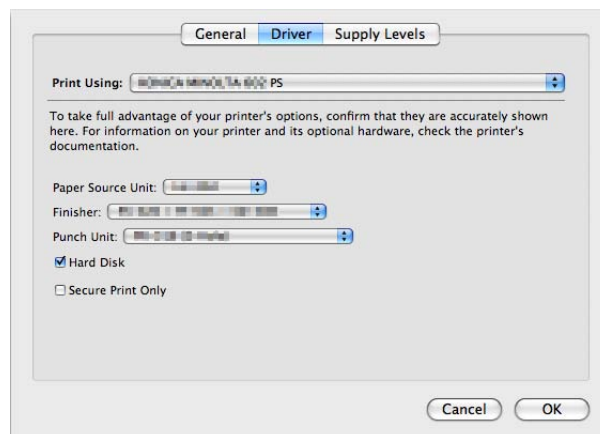 General Driver Supply Levels
Print Using: PS
To take full advantage of your printer's options, confirm that they are accurately shown
here. For information on your printer and its optional hardware, check the printer's
documentation.
Paper Source Unit:
Finisher:
Punch Unit:
Hard Disk
Secure Print Only
Cancel OK